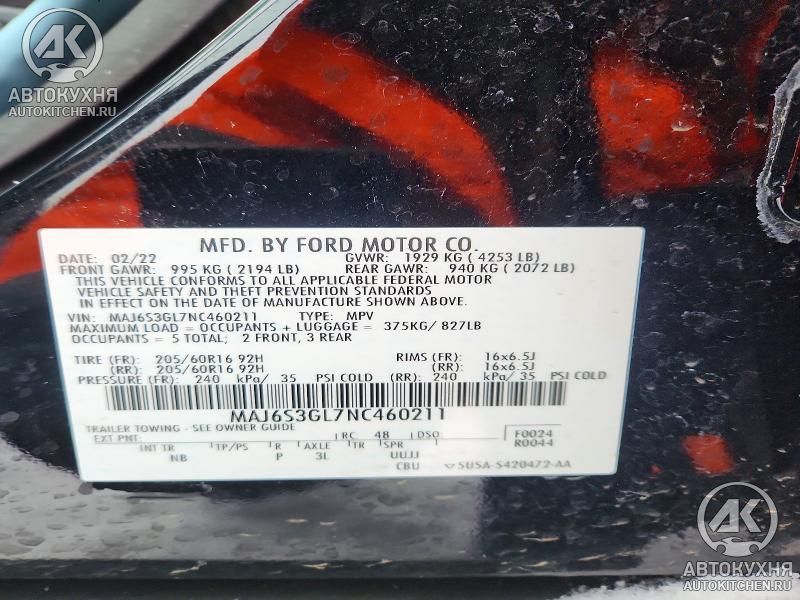 АК
АВТОКУХНЯ
AUTOKITCHEN.RU
MFD. BY FORD MOTOR CO.
DATE: 02/22 GVWR: 1929 KG ( 4253 LB)
FRONT GAWR: 995 KG ( 2194 LB) REAR GAWR: 940 KG ( 2072 LB)
THIS VEHICLE CONFORMS TO ALL APPLICABLE FEDERAL MOTOR
VEHICLE SAFETY AND THEFT PREVENTION STANDARDS
IN EFFECT ON THE DATE OF MANUFACTURE SHOWN ABOVE.
VIN: MAJ6S3GL7NC460211 TYPE: MPV
MAXIMUM LOAD = OCCUPANTS + LUGGAGE = 375KG/ 827LB
OCCUPANTS = 5 TOTAL; 2 FRONT, 3 REAR
TIRE (FR): 205/60R16 92H RIMS (FR): 16x6.5J
(RR): 205/60R16 92H (RR): 16x6.5J
PRESSURE (FR): 240 kPa/ 35 PSI COLD (RR): 240 kPa/ 35 PSI COLD
MAJ6S3GL7NC460211
TRAILER TOWING - SEE OWNER GUIDE
EXT PNT: RC: 48 DSO: F0024
R0044
INT TR TP/PS R AXLE TR SPR
NB P 3L UUJJ
CBU ▽5U5A-5420472-AA
АК
АВТОКУХНЯ
AUTOKITCHEN.RU